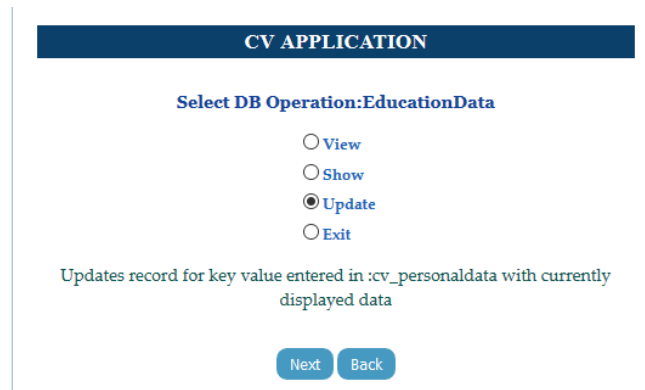 CV APPLICATION
Select DB Operation:EducationData
View
Show
Update
Exit
Updates record for key value entered in :cv_personaldata with currently
displayed data
Next Back